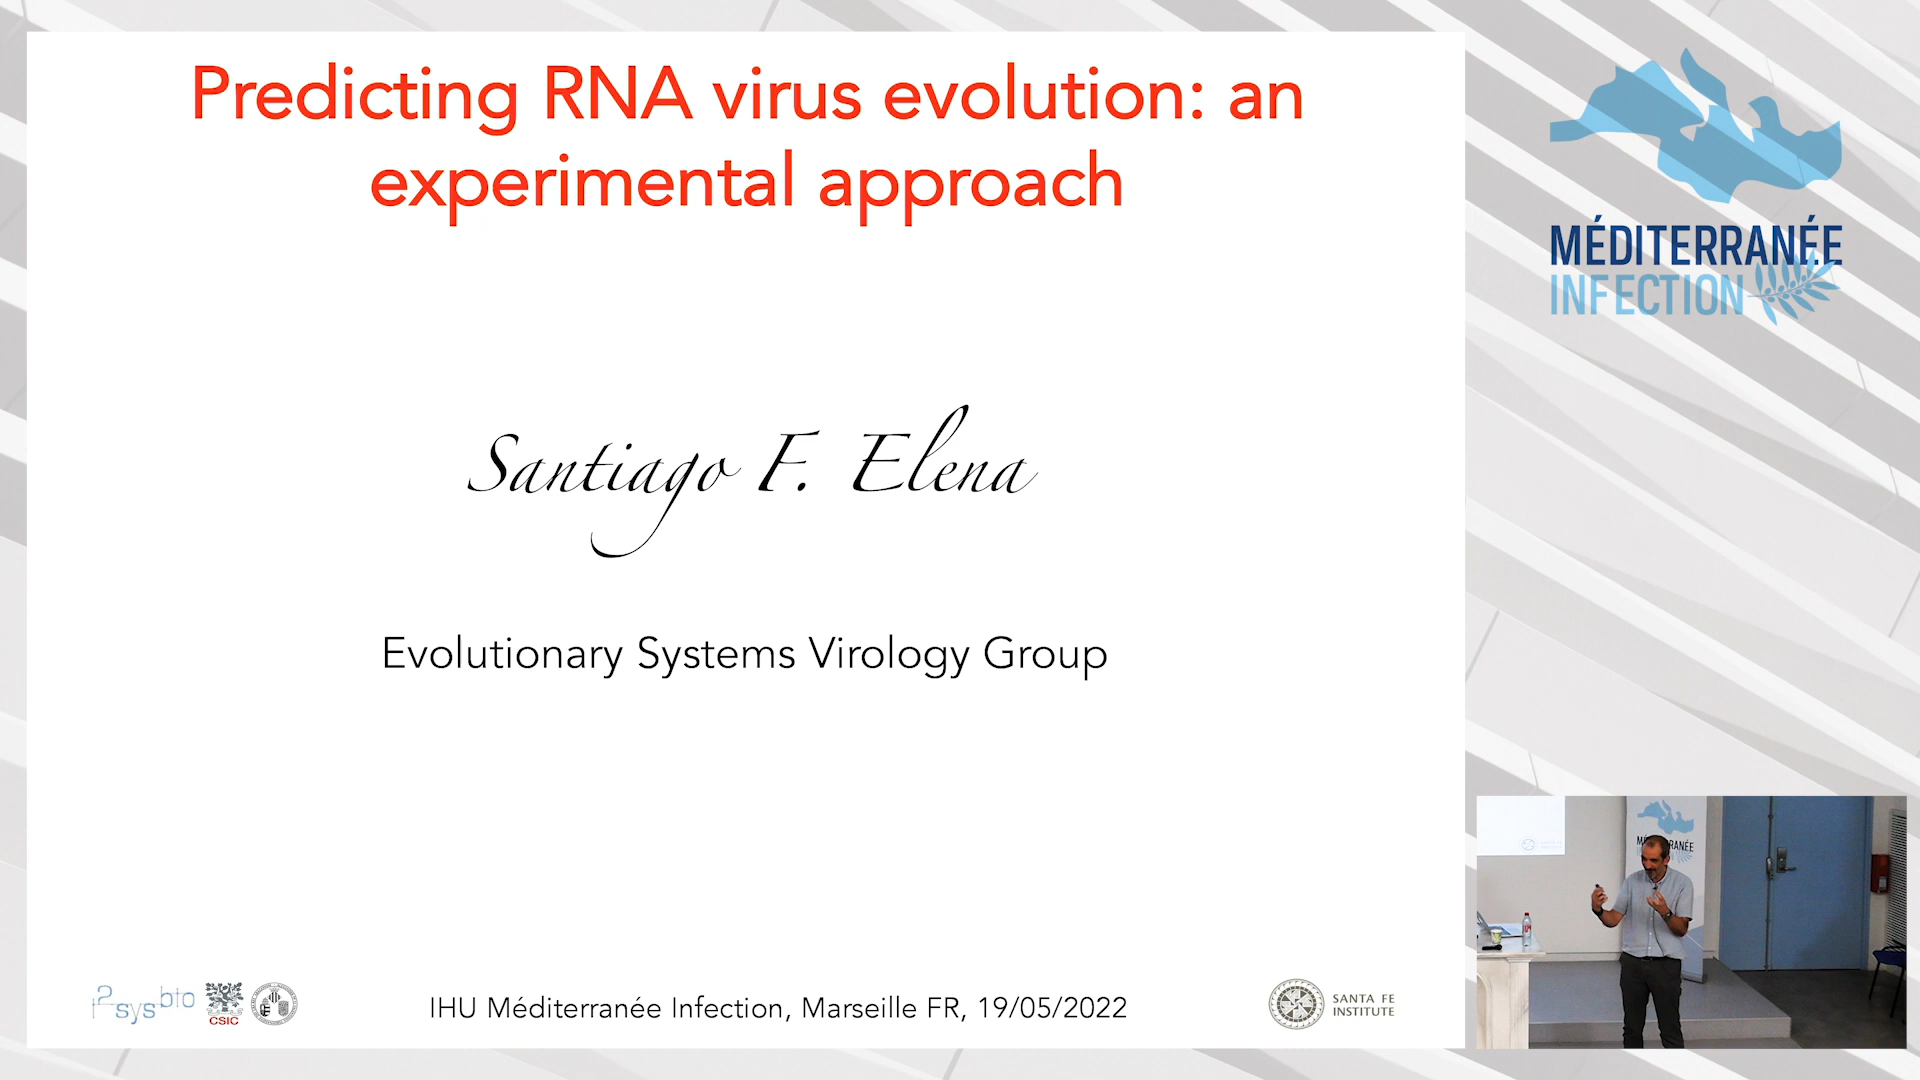 Predicting RNA virus evolution: an
experimental approach
Santiago F. Elena
Evolutionary Systems Virology Group
i2sysbio
CSIC
IHU Méditerranée Infection, Marseille FR, 19/05/2022
SANTA FE
INSTITUTE
MÉDITERRANÉE
INFECTION